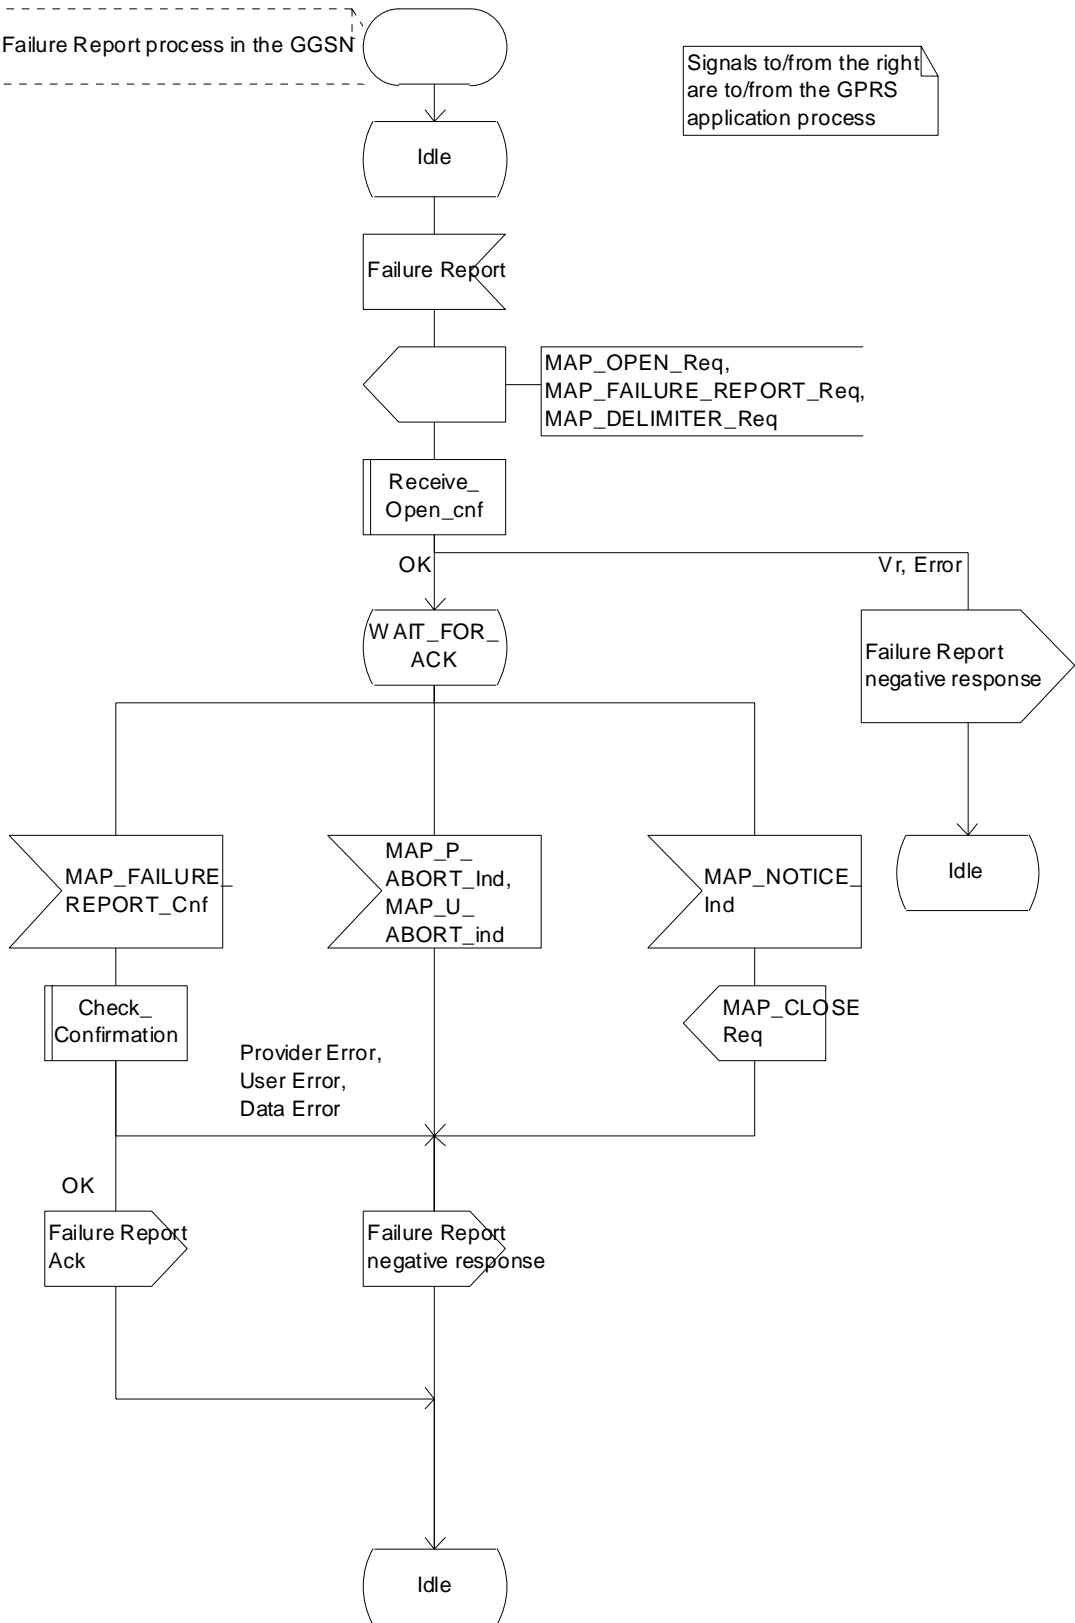 Failure Report process in the GGSN
Signals to/from the right
are to/from the GPRS
application process
Idle
Failure Report
MAP_OPEN_Req,
MAP_FAILURE_REPORT_Req,
MAP_DELIMITER_Req
Receive_
Open_cnf
OK
Vr, Error
WAIT_FOR_
ACK
Failure Report
negative response
MAP_FAILURE_
REPORT_Cnf
MAP_P_
ABORT_Ind,
MAP_U_
ABORT_ind
MAP_NOTICE_
Ind
Idle
Check_
Confirmation
MAP_CLOSE
Req
Provider Error,
User Error,
Data Error
OK
Failure Report
Ack
Failure Report
negative response
Idle